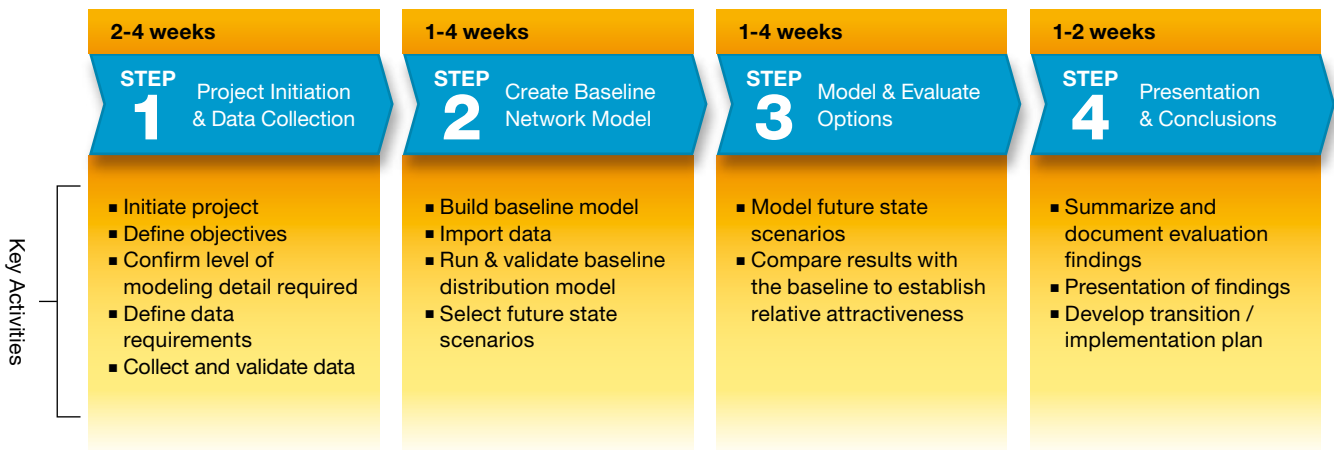 2-4 weeks
STEP
1
Project Initiation
& Data Collection
■ Initiate project
■ Define objectives
■ Confirm level of
modeling detail required
■ Define data
requirements
■ Collect and validate data
1-4 weeks
STEP
2
Create Baseline
Network Model
■ Build baseline model
■ Import data
■ Run & validate baseline
distribution model
■ Select future state
scenarios
1-4 weeks
STEP
3
Model & Evaluate
Options
■ Model future state
scenarios
■ Compare results with
the baseline to establish
relative attractiveness
1-2 weeks
STEP
4
Presentation
& Conclusions
■ Summarize and
document evaluation
findings
■ Presentation of findings
■ Develop transition /
implementation plan
Key Activities